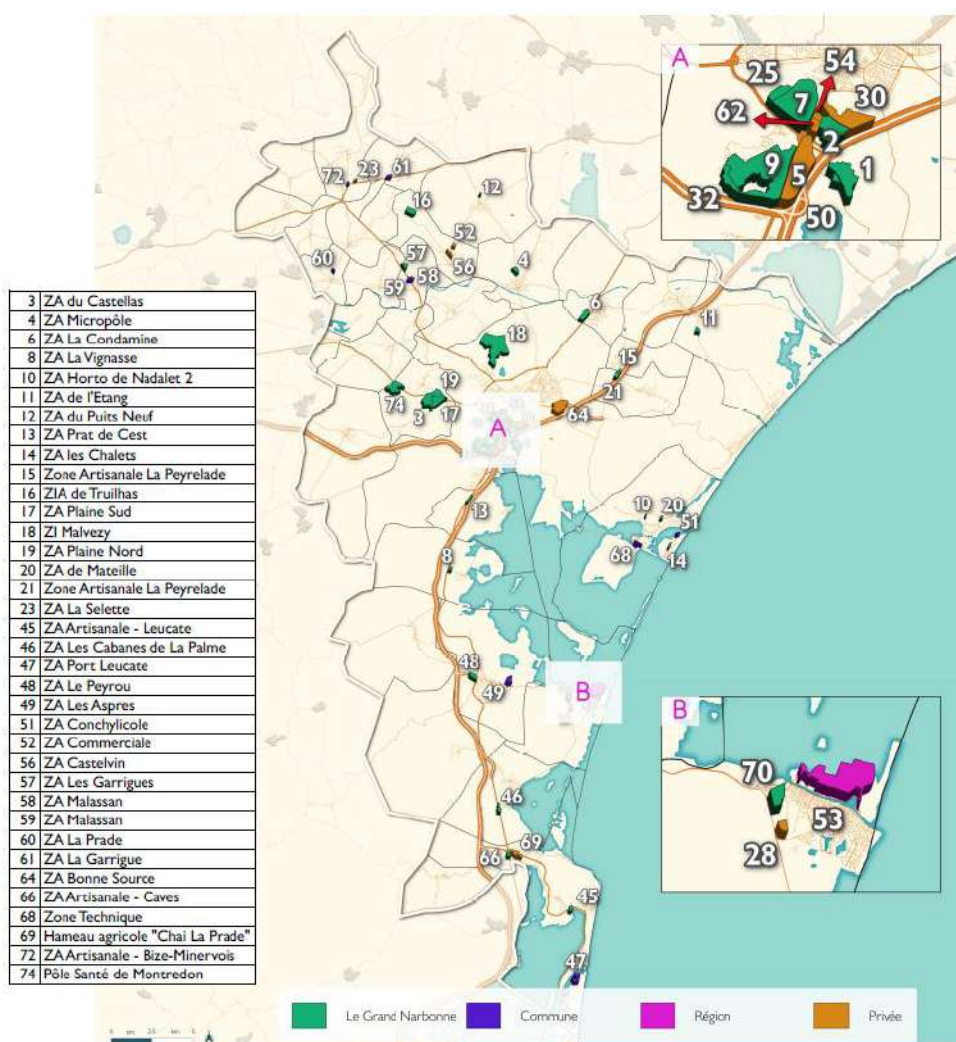 A
54
25
30
7
62
2
9
1
5
32
50
72
23
61
12
16
52
57
60
56
4
58
59
6
11
18
15
19
21
74
3
17
64
A
13
10
20
51
68
14
8
48
49
B
46
69
66
45
47
B
70
53
28
3 ZA du Castellas
4 ZA Micropôle
6 ZA La Condamine
8 ZA La Vignasse
10 ZA Horto de Nadalet 2
11 ZA de l'Etang
12 ZA du Puits Neuf
13 ZA Prat de Cest
14 ZA les Chalets
15 Zone Artisanale La Peyrelade
16 ZIA de Truilhas
17 ZA Plaine Sud
18 ZI Malvezy
19 ZA Plaine Nord
20 ZA de Mateille
21 Zone Artisanale La Peyrelade
23 ZA La Selette
45 ZA Artisanale - Leucate
46 ZA Les Cabanes de La Palme
47 ZA Port Leucate
48 ZA Le Peyrou
49 ZA Les Aspres
51 ZA Conchylicole
52 ZA Commerciale
56 ZA Castelvin
57 ZA Les Garrigues
58 ZA Malassan
59 ZA Malassan
60 ZA La Prade
61 ZA La Garrigue
64 ZA Bonne Source
66 ZA Artisanale - Caves
68 Zone Technique
69 Hameau agricole "Chai La Prade"
72 ZA Artisanale - Bize-Minervois
74 Pôle Santé de Montredon
Le Grand Narbonne
Commune
Région
Privée